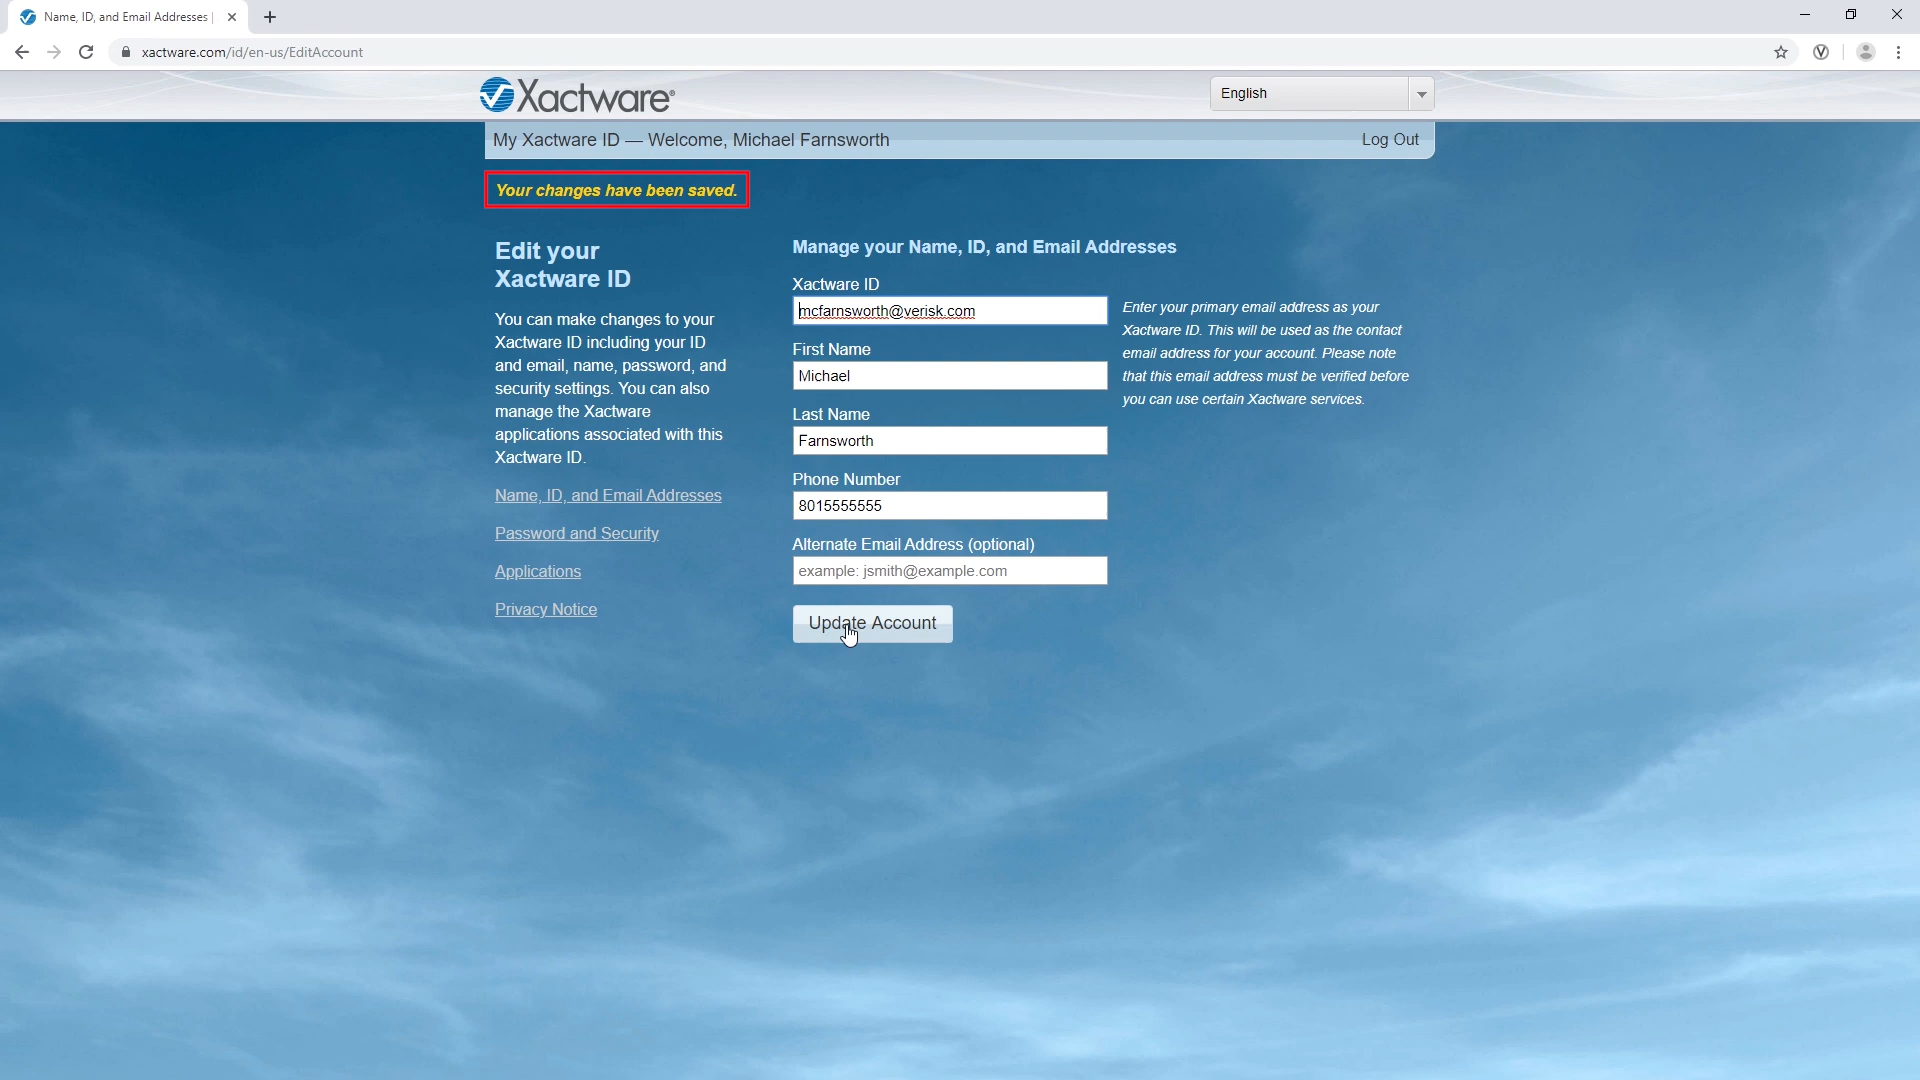 Name, ID, and Email Addresses |
xactware.com/id/en-us/EditAccount
Xactware®
English
My Xactware ID — Welcome, Michael Farnsworth
Log Out
Your changes have been saved.
Edit your
Xactware ID
You can make changes to your
Xactware ID including your ID
and email, name, password, and
security settings. You can also
manage the Xactware
applications associated with this
Xactware ID.
Name, ID, and Email Addresses
Password and Security
Applications
Privacy Notice
Manage your Name, ID, and Email Addresses
Xactware ID
mcfarnsworth@verisk.com
Enter your primary email address as your
Xactware ID. This will be used as the contact
email address for your account. Please note
that this email address must be verified before
you can use certain Xactware services.
First Name
Michael
Last Name
Farnsworth
Phone Number
8015555555
Alternate Email Address (optional)
example: jsmith@example.com
Update Account